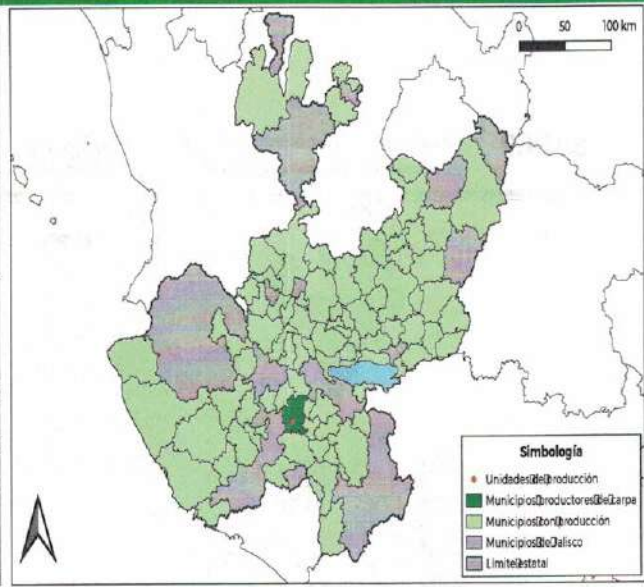 0 50 100 km
Simbología
Unidades de producción
Municipios productores de carpa
Municipios con producción
Municipios de Jalisco
Límite estatal